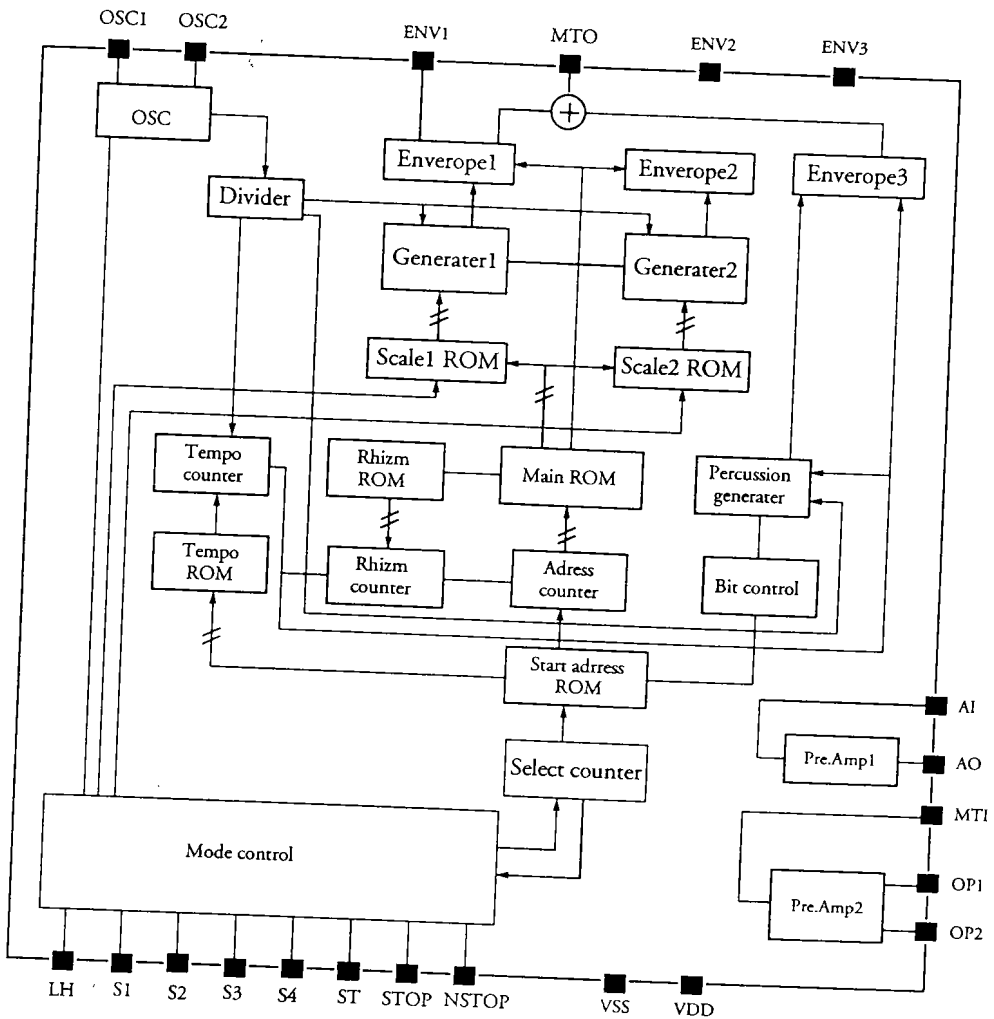 OSC1
OSC2
ENV1
MTO
ENV2
ENV3
OSC
+
Enverope1
Enverope2
Enverope3
Divider
Generater1
Generater2
Scale1 ROM
Scale2 ROM
Tempo
counter
Rhizm
ROM
Main ROM
Percussion
generater
Tempo
ROM
Rhizm
counter
Adress
counter
Bit control
Start adrress
ROM
AI
Pre.Amp1
AO
Select counter
MTI
Mode control
OP1
Pre.Amp2
OP2
LH
S1
S2
S3
S4
ST
STOP
NSTOP
VSS
VDD